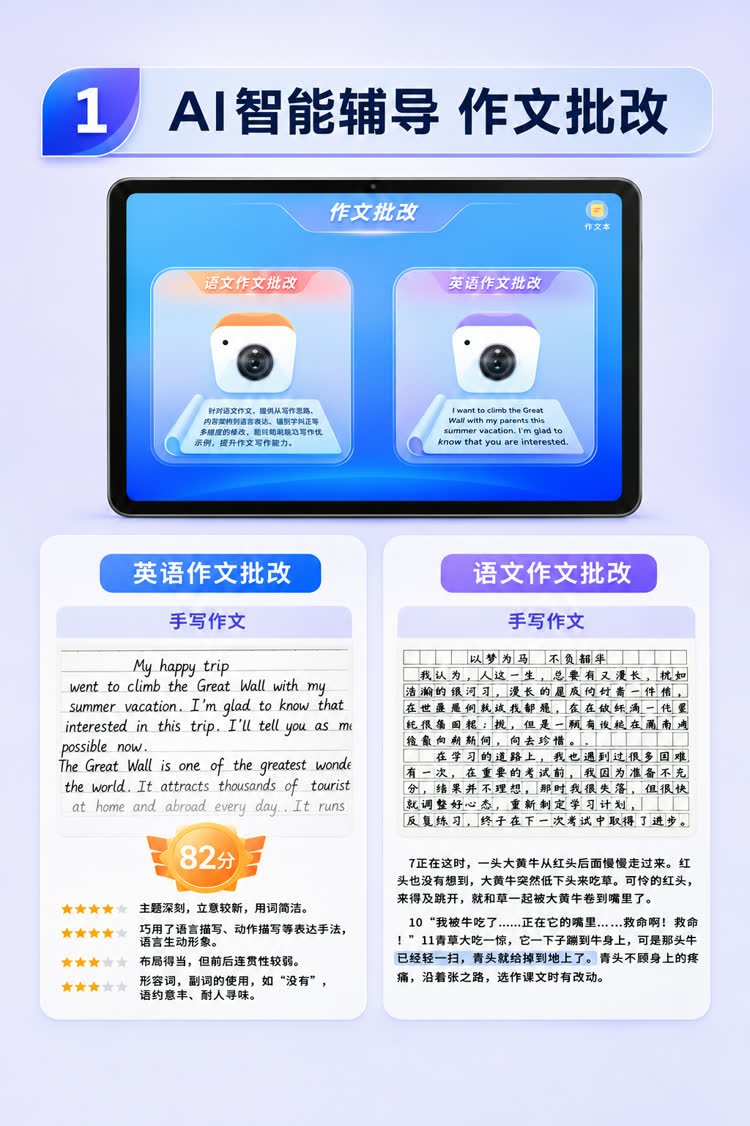 1
AI智能辅导 作文批改
作文批改
作文本
语文作文批改
英语作文批改
针对语文作文，提供从写作思路、
内容架构到语言表达、错别字纠正等
多维度的修改、
示例，提升作文写作能力。
I want to climb the Great
Wall with my parents this
summer vacation. I'm glad to
know that you are interested.
英语作文批改
手写作文
My happy trip
went to climb the Great Wall with my
summer vacation. I'm glad to know that
interested in this trip. I'll tell you as me
possible now.
The Great Wall is one of the greatest wonde
the world. It attracts thousands of tourist
at home and abroad every day. It runs
82分
主题深刻，立意较新，用词简洁。
巧用了语言描写、动作描写等表达手法，
语言生动形象。
布局得当，但前后连贯性较弱。
形容词，副词的使用，如“没有”，
语约意丰、耐人寻味。
语文作文批改
手写作文
以梦为马 不负韶华
我认为，人这一生，总要有又漫长，
浩瀚的银河习，漫长的
在学习的道路上，我也遇到过很多困难
有一次，在重要的考试前，我因为准备不充
分，结果并不理想，那时我很失落，但很快
就调整好心态，重新制定学习计划，
反复练习，终于在下一次考试中取得了进步。
7正在这时，一头大黄牛从红头后面慢慢走过来。红
头也没有想到，大黄牛突然低下头来吃草。可怜的红头，
来得及跳开，就和草一起被大黄牛卷到嘴里了。
10“我被牛吃了……正在它的嘴里……救命啊！救命
！”11青草大吃一惊，它一下子蹦到牛身上，可是那头牛
已经轻一扫，青头就给掉到地上了。青头不顾身上的疼
痛，沿着张之路，选作课文时有改动。